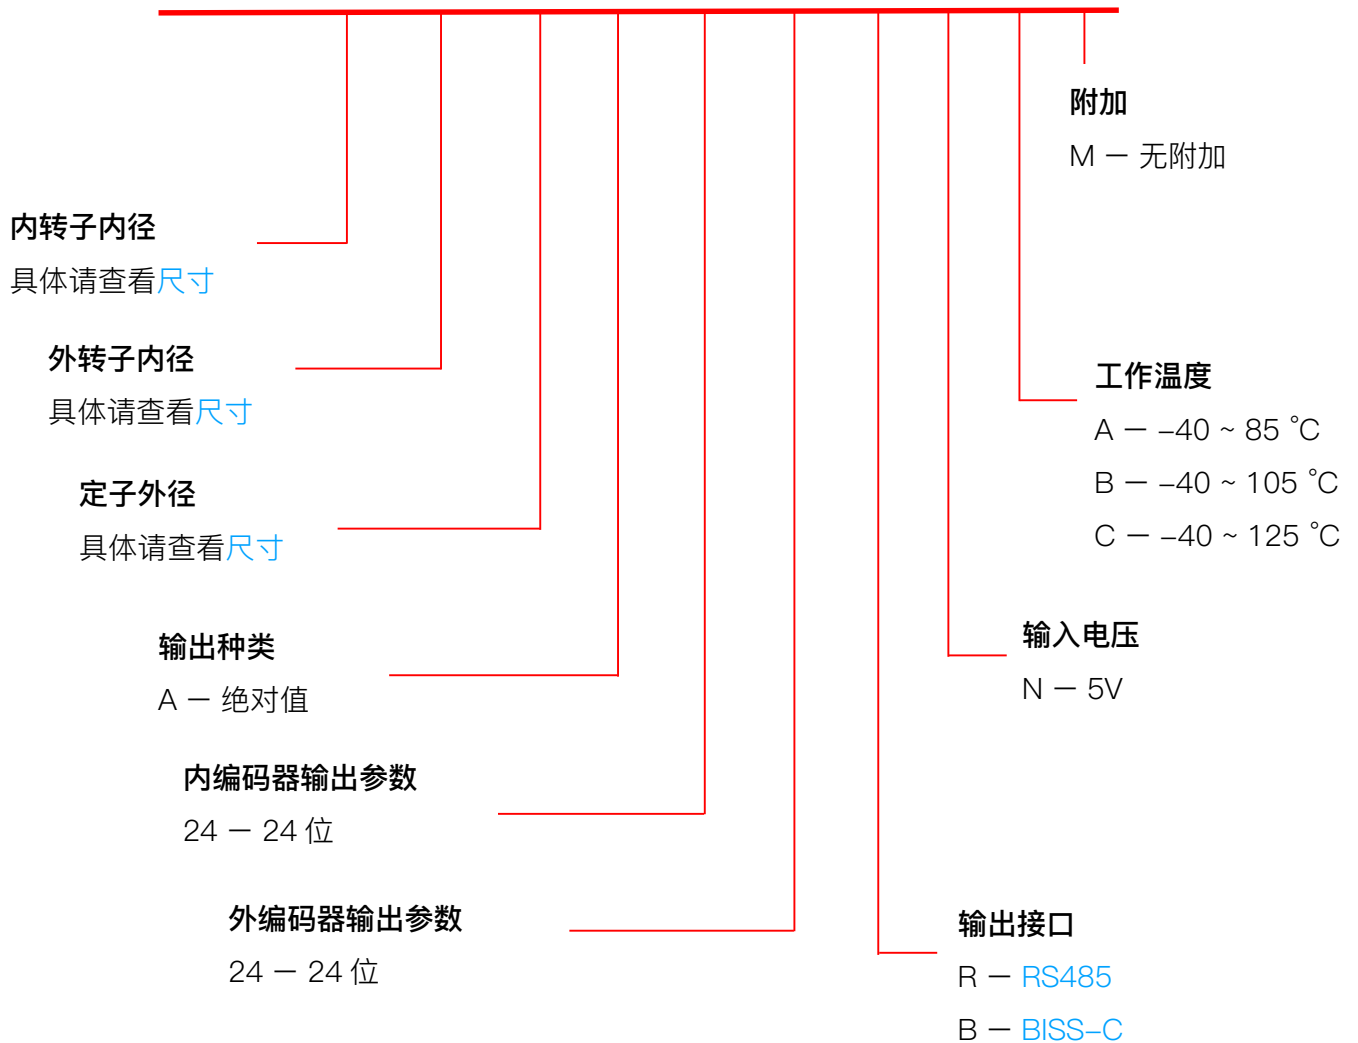 附加
M — 无附加
内转子内径
具体请查看尺寸
外转子内径
具体请查看尺寸
定子外径
具体请查看尺寸
输出种类
A — 绝对值
内编码器输出参数
24 — 24 位
外编码器输出参数
24 — 24 位
工作温度
A — -40 ~ 85 ℃
B — -40 ~ 105 ℃
C — -40 ~ 125 ℃
输入电压
N — 5V
输出接口
R — RS485
B — BISS-C